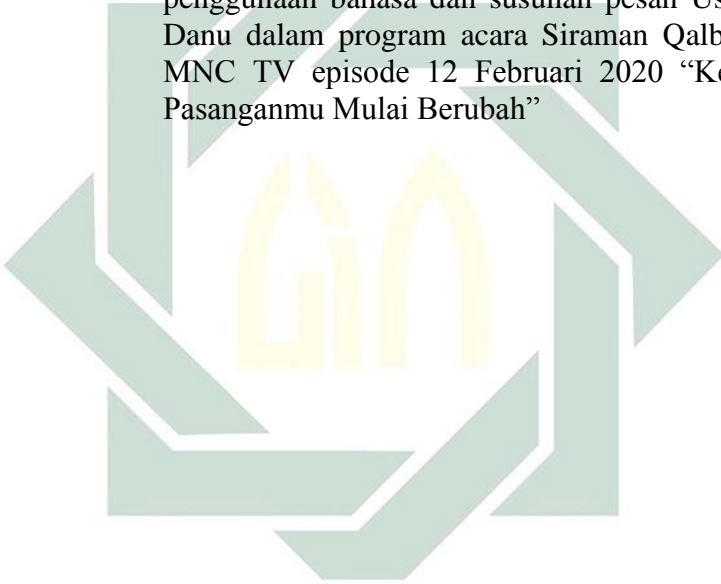 penggunaan bahasa dan susunan pesan Us
Danu dalam program acara Siraman Qalb
MNC TV episode 12 Februari 2020 “Ke
Pasanganmu Mulai Berubah”